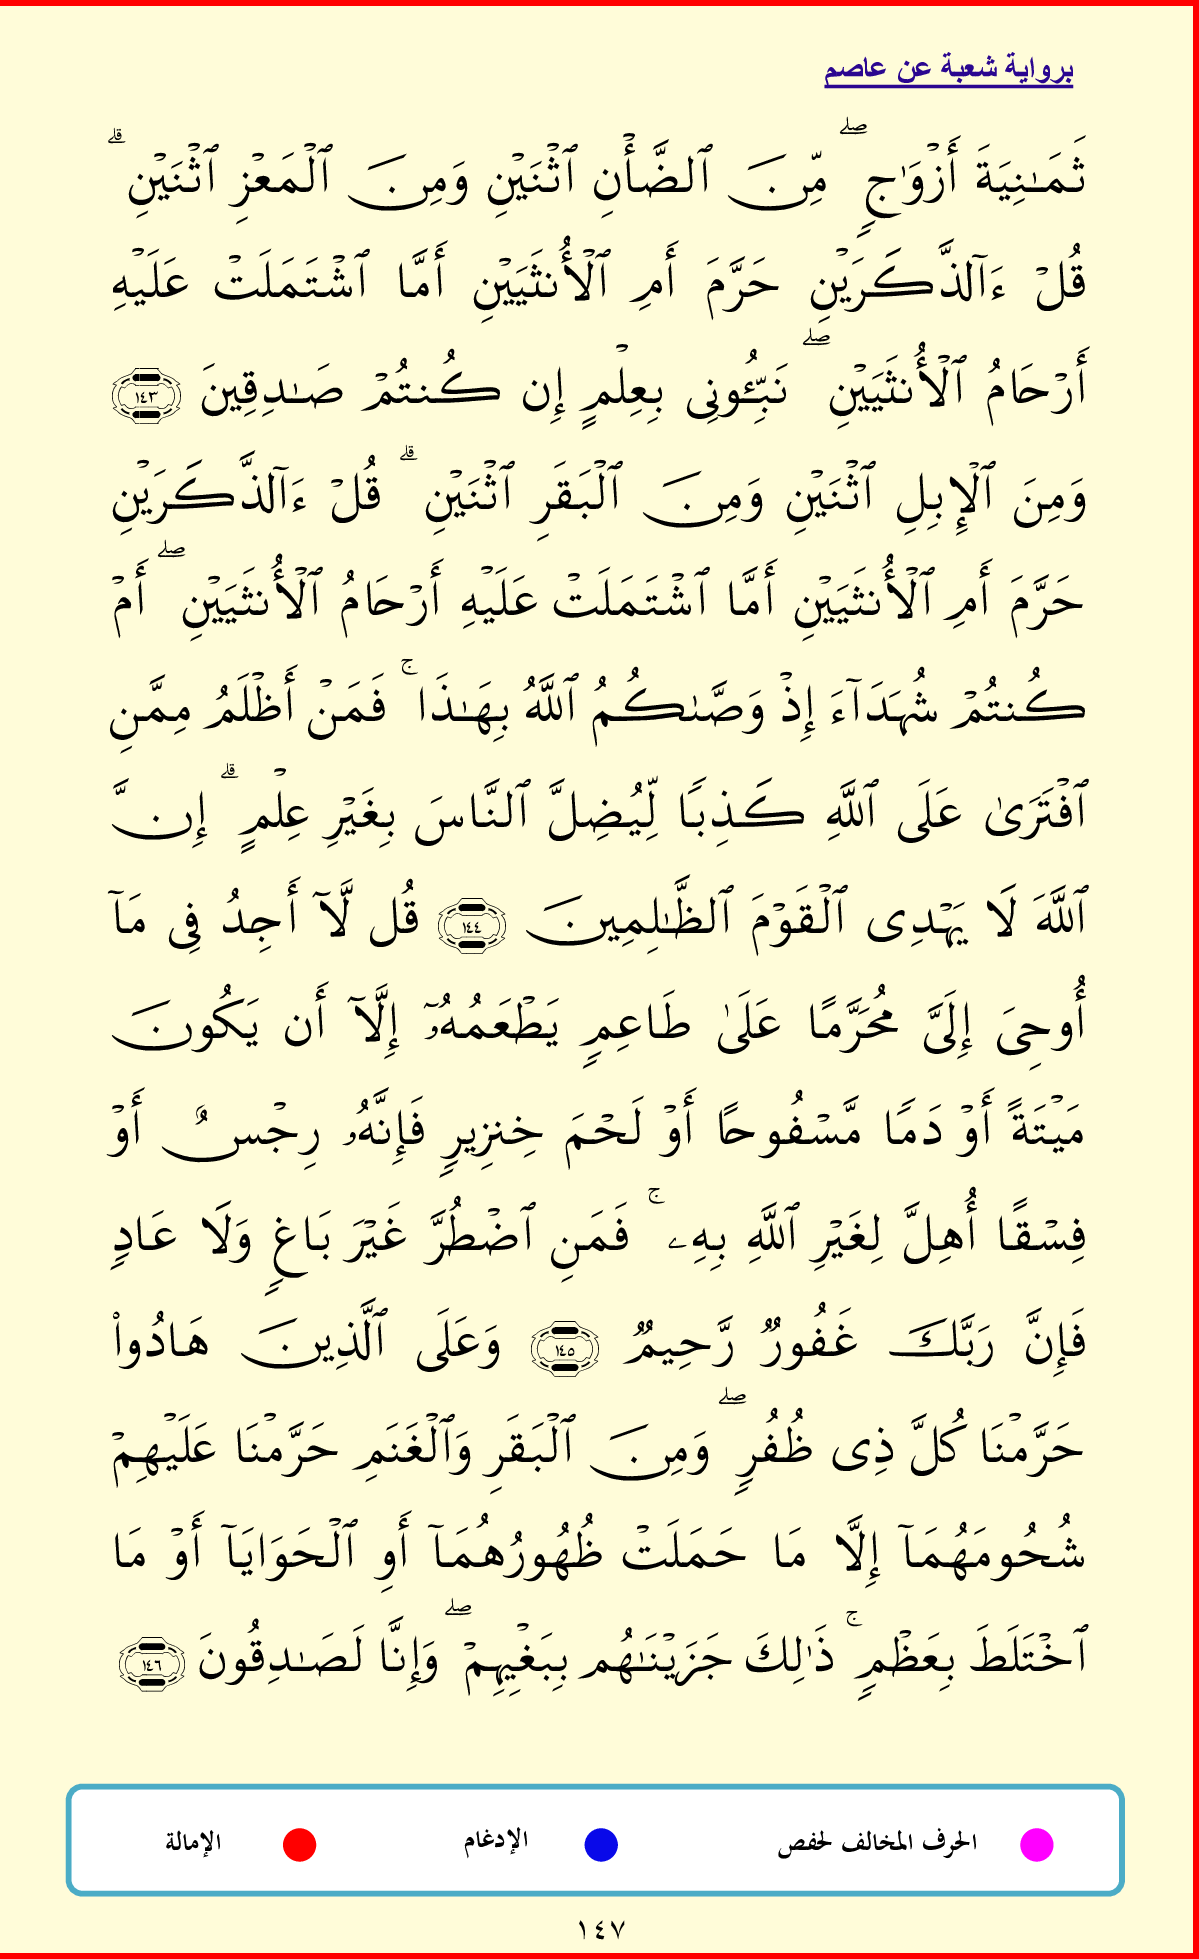 برواية شعبة عن عاصم
ثَمَـٰنِيَةَ أَزۡوَٰجٖۖ مِّنَ ٱلضَّأۡنِ ٱثۡنَيۡنِ وَمِنَ ٱلۡمَعۡزِ ٱثۡنَيۡنِۗ
قُلۡ ءَآلذَّكَرَيۡنِ حَرَّمَ أَمِ ٱلۡأُنثَيَيۡنِ أَمَّا ٱشۡتَمَلَتۡ عَلَيۡهِ
أَرۡحَامُ ٱلۡأُنثَيَيۡنِۖ نَبِّـُٔونِى بِعِلۡمٍ إِن كُنتُمۡ صَـٰدِقِينَ ١٤٣
وَمِنَ ٱلۡإِبِلِ ٱثۡنَيۡنِ وَمِنَ ٱلۡبَقَرِ ٱثۡنَيۡنِۗ قُلۡ ءَآلذَّكَرَيۡنِ
حَرَّمَ أَمِ ٱلۡأُنثَيَيۡنِ أَمَّا ٱشۡتَمَلَتۡ عَلَيۡهِ أَرۡحَامُ ٱلۡأُنثَيَيۡنِۖ أَمۡ
كُنتُمۡ شُهَدَآءَ إِذۡ وَصَّىٰكُمُ ٱللَّهُ بِهَـٰذَاۚ فَمَنۡ أَظۡلَمُ مِمَّنِ
ٱفۡتَرَىٰ عَلَى ٱللَّهِ كَذِبٗا لِّيُضِلَّ ٱلنَّاسَ بِغَيۡرِ عِلۡمٍۗ إِنَّ
ٱللَّهَ لَا يَهۡدِى ٱلۡقَوۡمَ ٱلظَّـٰلِمِينَ ١٤٤ قُل لَّآ أَجِدُ فِى مَآ
أُوحِىَ إِلَىَّ مُحَرَّمًا عَلَىٰ طَاعِمٖ يَطۡعَمُهُۥٓ إِلَّآ أَن يَكُونَ
مَيۡتَةً أَوۡ دَمٗا مَّسۡفُوحًا أَوۡ لَحۡمَ خِنزِيرٖ فَإِنَّهُۥ رِجۡسٌ أَوۡ
فِسۡقًا أُهِلَّ لِغَيۡرِ ٱللَّهِ بِهِۦۚ فَمَنِ ٱضۡطُرَّ غَيۡرَ بَاغٖ وَلَا عَادٖ
فَإِنَّ رَبَّكَ غَفُورٞ رَّحِيمٞ ١٤٥ وَعَلَى ٱلَّذِينَ هَادُواْ
حَرَّمۡنَا كُلَّ ذِى ظُفُرٖۖ وَمِنَ ٱلۡبَقَرِ وَٱلۡغَنَمِ حَرَّمۡنَا عَلَيۡهِمۡ
شُحُومَهُمَآ إِلَّا مَا حَمَلَتۡ ظُهُورُهُمَآ أَوِ ٱلۡحَوَايَآ أَوۡ مَا
ٱخۡتَلَطَ بِعَظۡمٖۚ ذَٰلِكَ جَزَيۡنَـٰهُم بِبَغۡيِهِمۡۖ وَإِنَّا لَصَـٰدِقُونَ ١٤٦
الحرف المخالف لحفص الإدغام الإمالة
١٤٧